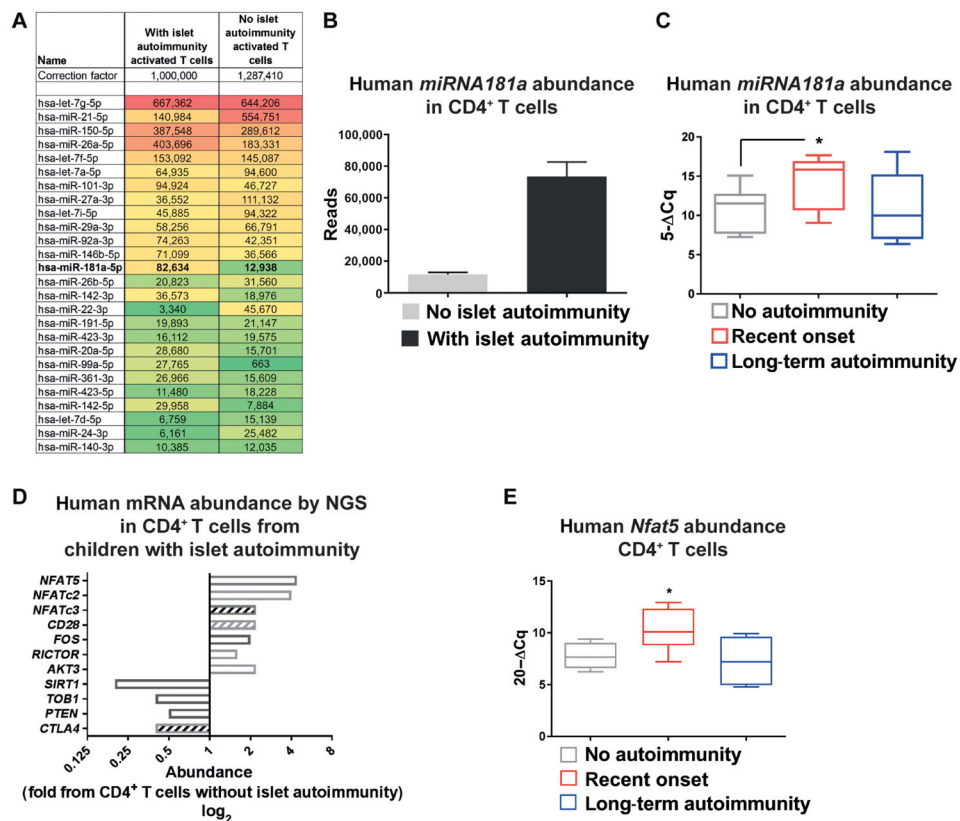 A
Name
With islet
autoimmunity
activated T cells
No islet
autoimmunity
activated T
cells
Correction factor 1,000,000 1,287,410
hsa-let-7g-5p 667,362 644,206
hsa-miR-21-5p 140,984 554,751
hsa-miR-150-5p 387,548 289,612
hsa-miR-26a-5p 403,696 183,331
hsa-let-7f-5p 153,092 145,087
hsa-let-7a-5p 64,935 94,600
hsa-miR-101-3p 94,924 46,727
hsa-miR-27a-3p 36,552 111,132
hsa-let-7i-5p 45,885 94,322
hsa-miR-29a-3p 58,256 66,791
hsa-miR-92a-3p 74,263 42,351
hsa-miR-146b-5p 71,099 36,566
hsa-miR-181a-5p 82,634 12,938
hsa-miR-26b-5p 20,823 31,560
hsa-miR-142-3p 36,573 18,976
hsa-miR-22-3p 3,340 45,670
hsa-miR-191-5p 19,893 21,147
hsa-miR-423-3p 16,112 19,575
hsa-miR-20a-5p 28,680 15,701
hsa-miR-99a-5p 27,765 663
hsa-miR-361-3p 26,966 15,609
hsa-miR-423-5p 11,480 18,228
hsa-miR-142-5p 29,958 7,884
hsa-let-7d-5p 6,759 15,139
hsa-miR-24-3p 6,161 25,482
hsa-miR-140-3p 10,385 12,035
B
Human miRNA181a abundance
in CD4⁺ T cells
100,000
80,000
60,000
40,000
20,000
0
Reads
No islet autoimmunity
With islet autoimmunity
C
Human miRNA181a abundance
in CD4⁺ T cells
20
15
10
5
0
5-ΔCq
*
No autoimmunity
Recent onset
Long-term autoimmunity
D
Human mRNA abundance by NGS
in CD4⁺ T cells from
children with islet autoimmunity
NFAT5
NFATc2
NFATc3
CD28
FOS
RICTOR
AKT3
SIRT1
TOB1
PTEN
CTLA4
0.125 0.25 0.5 1 2 4 8
Abundance
(fold from CD4⁺ T cells without islet autoimmunity)
log₂
E
Human Nfat5 abundance
CD4⁺ T cells
15
10
5
0
20–ΔCq
*
No autoimmunity
Recent onset
Long-term autoimmunity